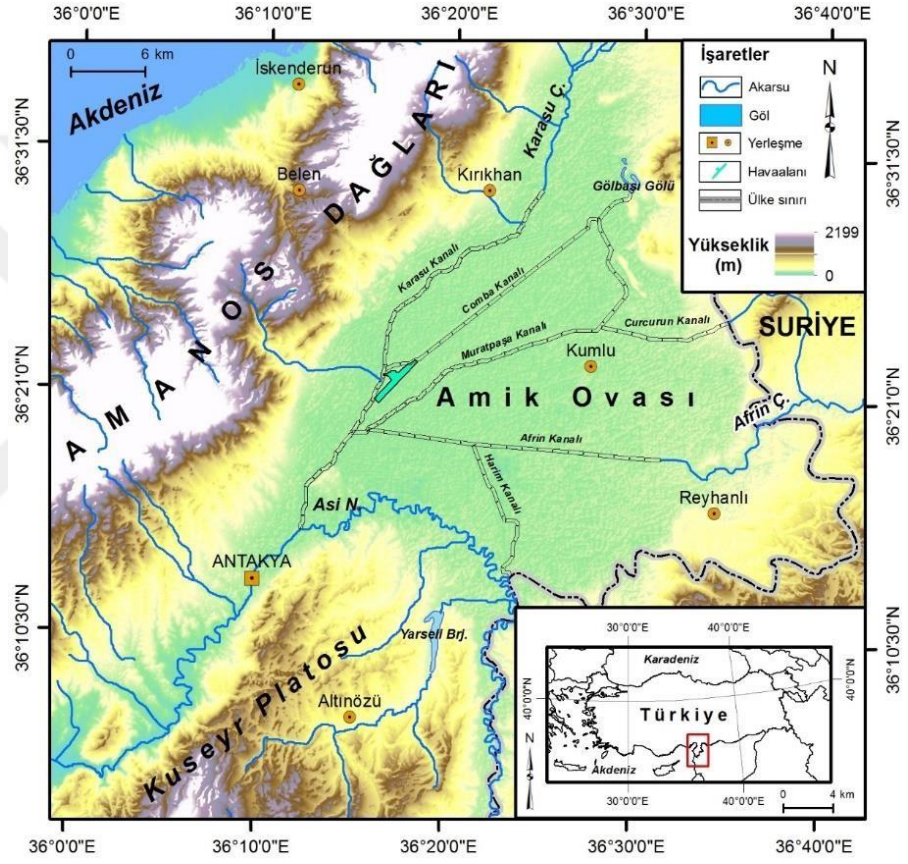 36°0'0"E 36°10'0"E 36°20'0"E 36°30'0"E 36°40'0"E
0 6 km
Akdeniz
İskenderun
Belen
Kırıkhan
Karasu Ç.
Gölbaşı Gölü
AMANOS DAĞLARI
Karasu Kanalı
Comba Kanalı
Muratpaşa Kanalı
Curcurun Kanalı
SURİYE
Kumlu
Amik Ovası
Afrin Ç.
Afrin Kanalı
Harim Kanalı
Reyhanlı
Asi N.
ANTAKYA
Yarseli Brj.
Kuseyr Platosu
Altınözü
İşaretler
N
Akarsu
Göl
Yerleşme
Havaalanı
Ülke sınırı
Yükseklik
(m)
2199
0
36°31'30"N
36°21'0"N
36°10'30"N
36°31'30"N
36°21'0"N
36°10'30"N
30°0'0"E 40°0'0"E
Karadeniz
Türkiye
Akdeniz
40°0'0"N
40°0'0"N
N
30°0'0"E 40°0'0"E
0 4 km
36°0'0"E 36°10'0"E 36°20'0"E 36°30'0"E 36°40'0"E